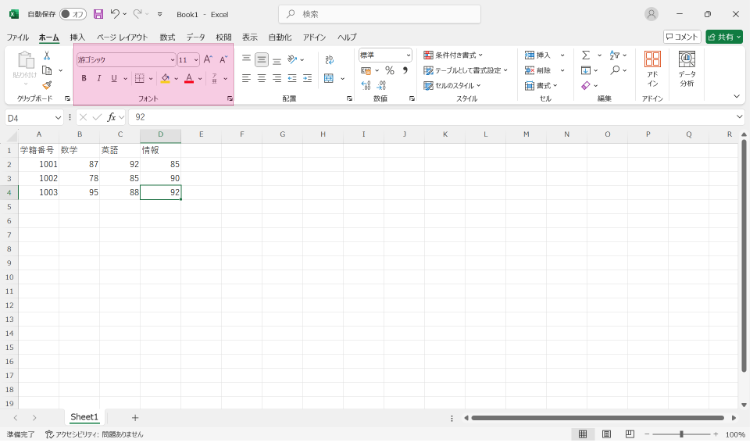 自動保存 オフ Book1 - Excel 検索
ファイル ホーム 挿入 ページ レイアウト 数式 データ 校閲 表示 自動化 アドイン ヘルプ コメント 共有
貼り付け
游ゴシック 11 A A
B I U A
標準
条件付き書式
テーブルとして書式設定
セルのスタイル
挿入
削除
書式
アドイン
データ分析
クリップボード フォント 配置 数値 スタイル セル 編集 アドイン
D4 fx 92
A B C D E F G H I J K L M N O P Q R
1 学籍番号 数学 英語 情報
2 1001 87 92 85
3 1002 78 85 90
4 1003 95 88 92
5
6
7
8
9
10
11
12
13
14
15
16
17
18
19
Sheet1
準備完了 アクセシビリティ: 問題ありません 100%